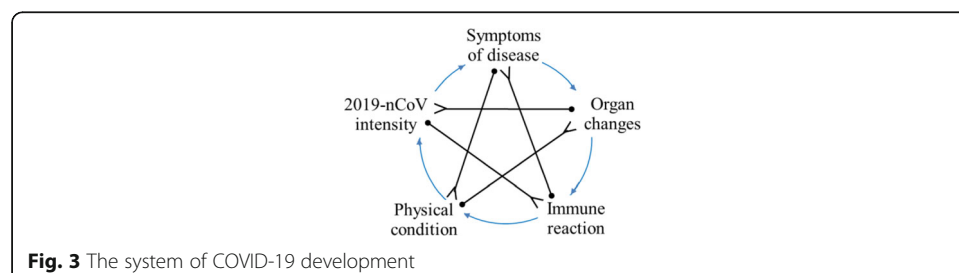 Symptoms
of disease
2019-nCoV
intensity
Organ
changes
Physical
condition
Immune
reaction
Fig. 3 The system of COVID-19 development